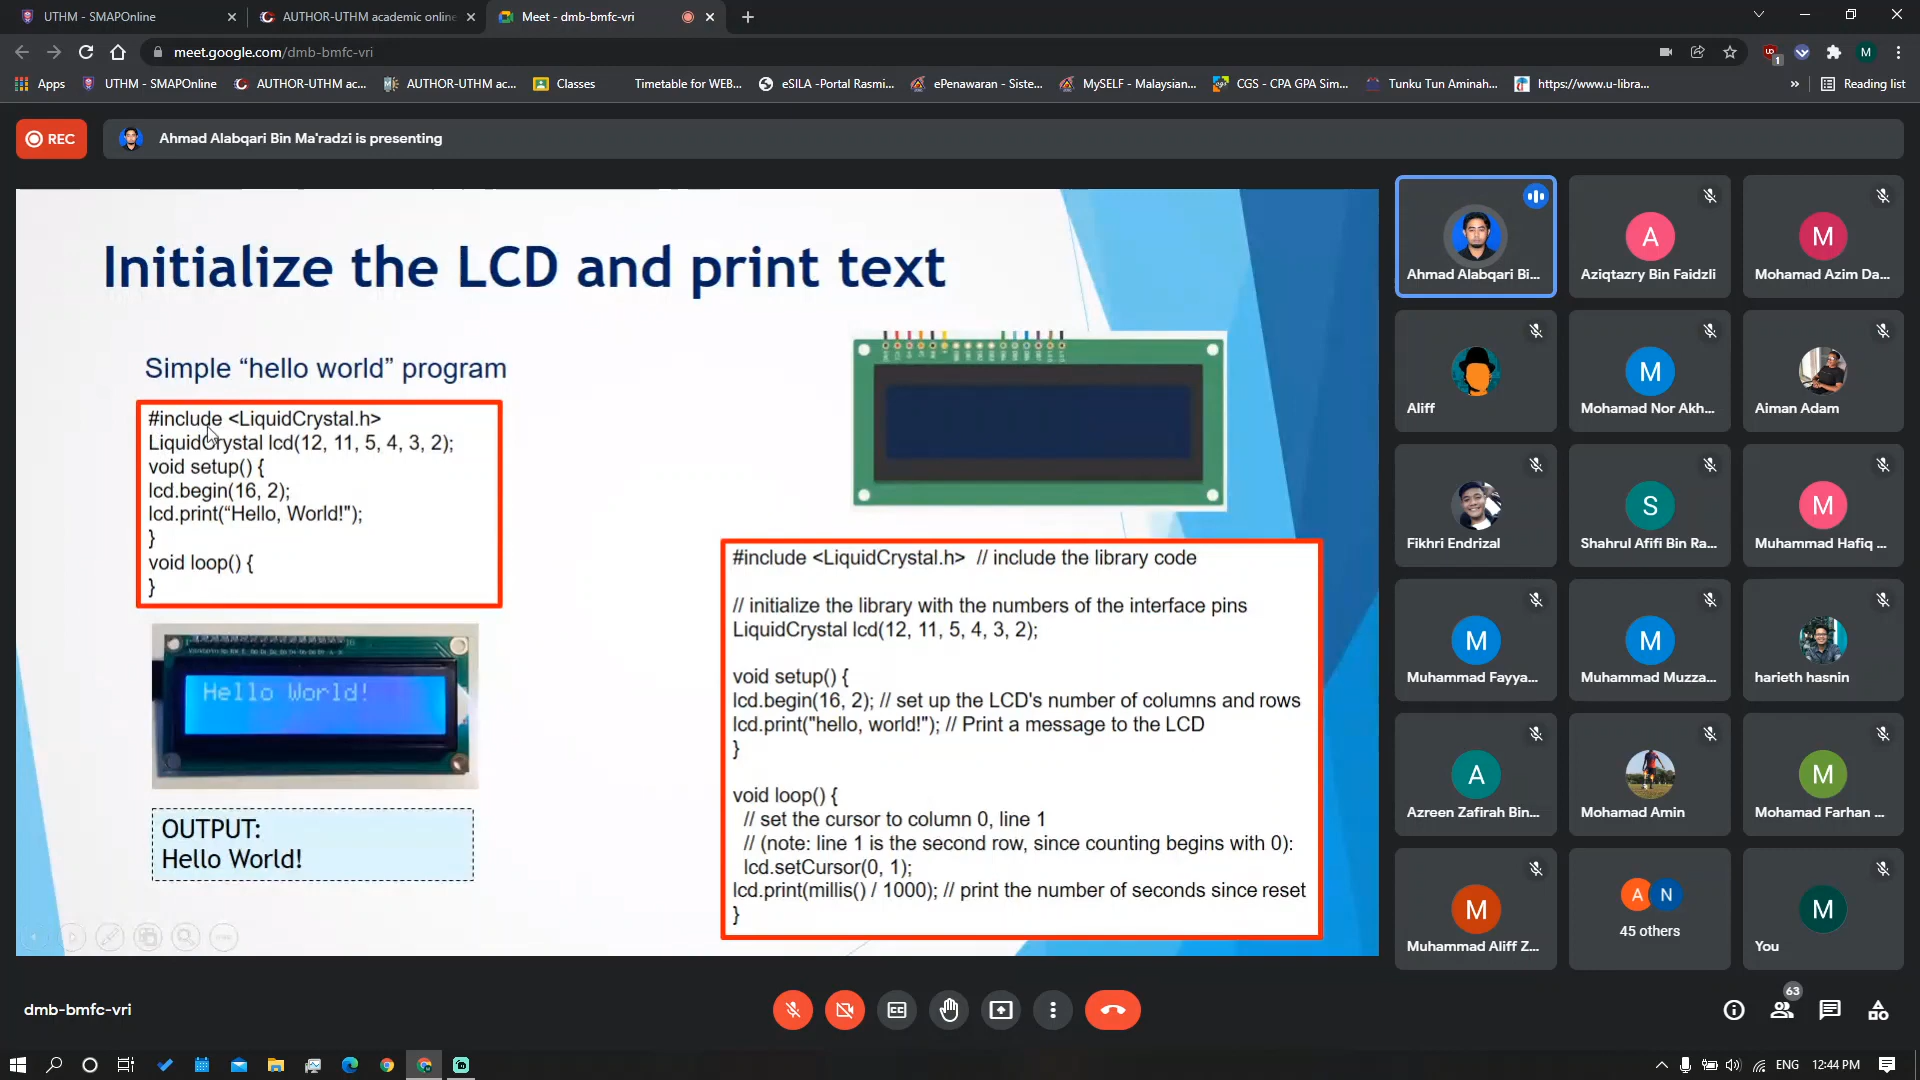 UTHM - SMAPOnline
AUTHOR-UTHM academic online
Meet - dmb-bmfc-vri
meet.google.com/dmb-bmfc-vri
1
M
Apps
UTHM - SMAPOnline
AUTHOR-UTHM ac...
AUTHOR-UTHM ac...
Classes
Timetable for WEB...
eSILA -Portal Rasmi...
ePenawaran - Siste...
MySELF - Malaysian...
CGS - CPA GPA Sim...
Tunku Tun Aminah...
https://www.u-libra...
»
Reading list
REC
Ahmad Alabqari Bin Ma'radzi is presenting
Initialize the LCD and print text
Simple “hello world” program
#include <LiquidCrystal.h>
LiquidCrystal lcd(12, 11, 5, 4, 3, 2);
void setup() {
lcd.begin(16, 2);
lcd.print(“Hello, World!");
}
void loop() {
}
Hello World!
OUTPUT:
Hello World!
#include <LiquidCrystal.h> // include the library code
// initialize the library with the numbers of the interface pins
LiquidCrystal lcd(12, 11, 5, 4, 3, 2);
void setup() {
lcd.begin(16, 2); // set up the LCD's number of columns and rows
lcd.print("hello, world!"); // Print a message to the LCD
}
void loop() {
// set the cursor to column 0, line 1
// (note: line 1 is the second row, since counting begins with 0):
lcd.setCursor(0, 1);
lcd.print(millis() / 1000); // print the number of seconds since reset
}
Ahmad Alabqari Bi...
A
Aziqtazry Bin Faidzli
M
Mohamad Azim Da...
Aliff
M
Mohamad Nor Akh...
Aiman Adam
Fikhri Endrizal
S
Shahrul Afifi Bin Ra...
M
Muhammad Hafiq ...
M
Muhammad Fayya...
M
Muhammad Muzza...
harieth hasnin
A
Azreen Zafirah Bin...
Mohamad Amin
M
Mohamad Farhan ...
M
Muhammad Aliff Z...
A N
45 others
M
You
dmb-bmfc-vri
63
ENG
12:44 PM